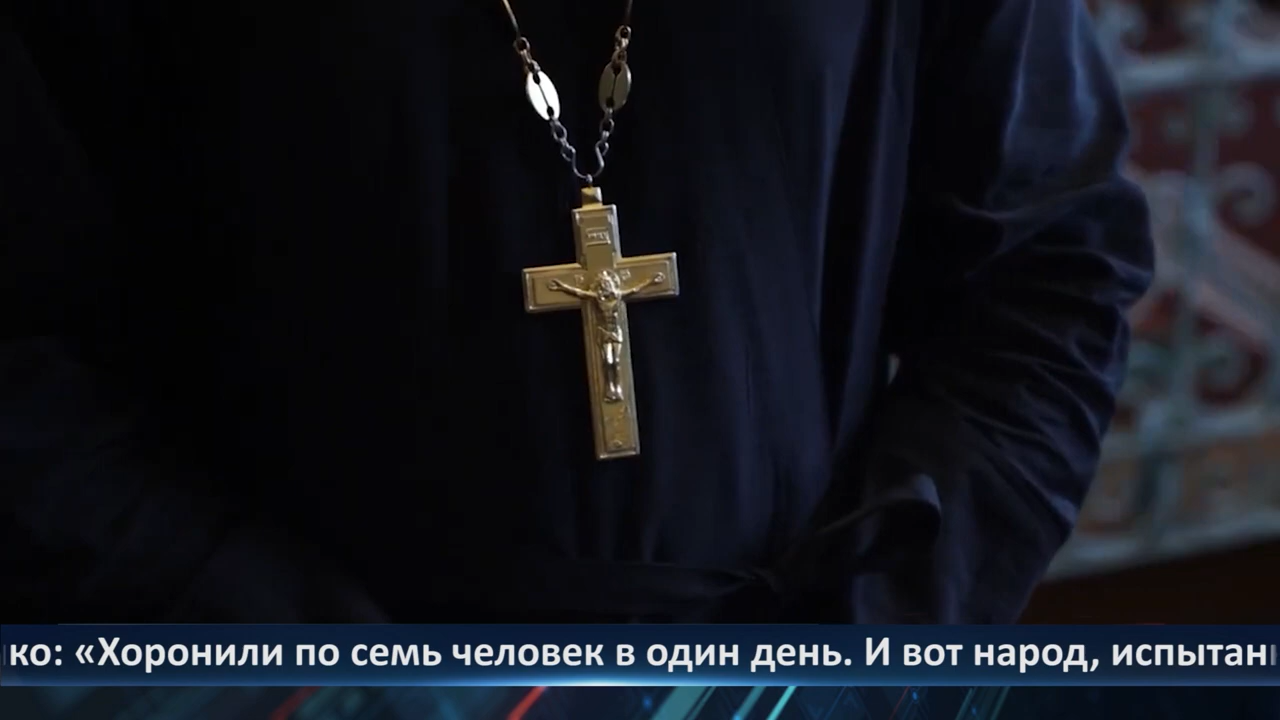 ко: «Хоронили по семь человек в один день. И вот народ, испытан